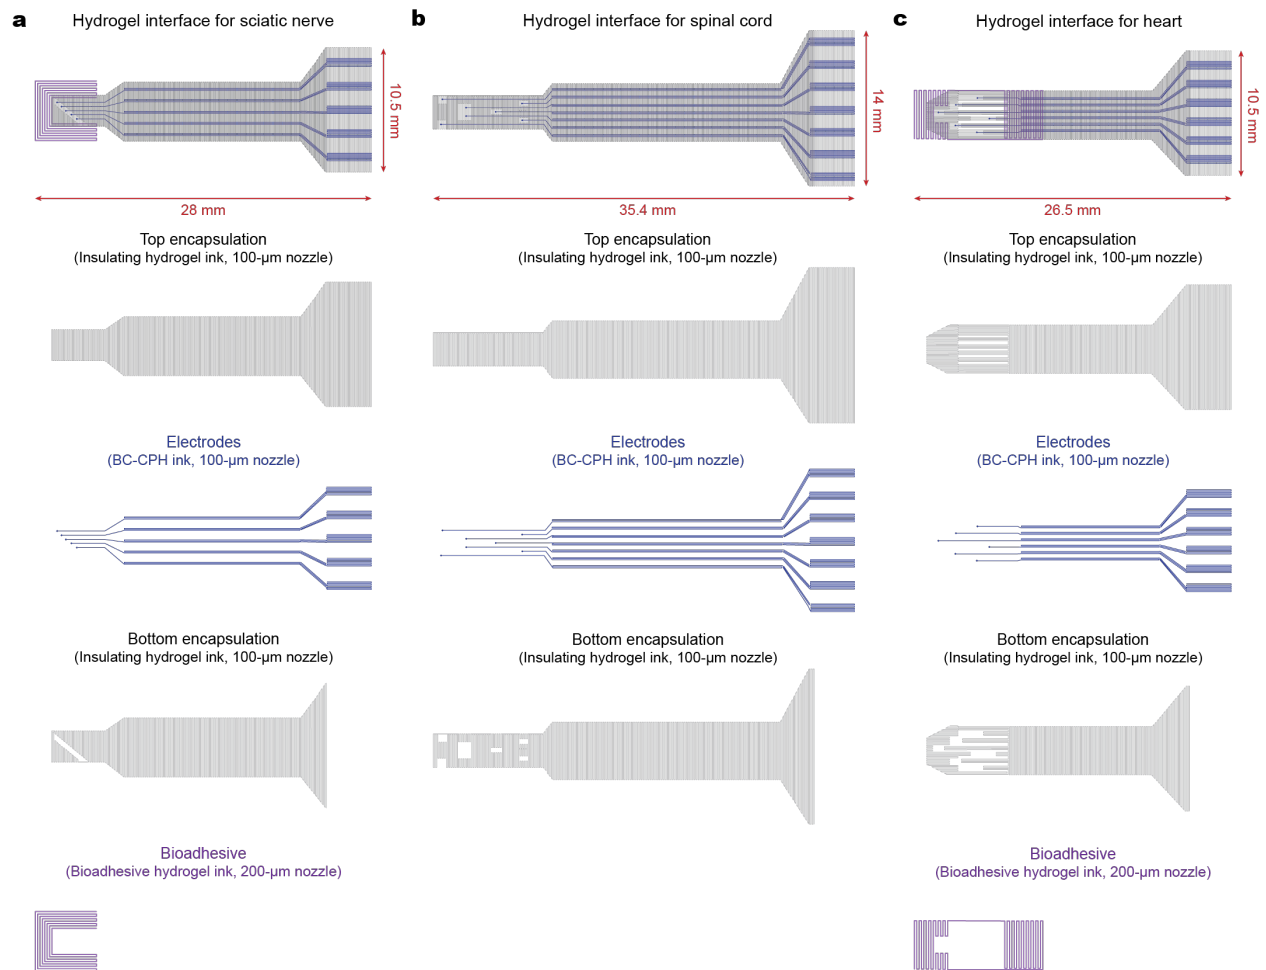 a Hydrogel interface for sciatic nerve
10.5 mm
28 mm
Top encapsulation
(Insulating hydrogel ink, 100-µm nozzle)
Electrodes
(BC-CPH ink, 100-µm nozzle)
Bottom encapsulation
(Insulating hydrogel ink, 100-µm nozzle)
Bioadhesive
(Bioadhesive hydrogel ink, 200-µm nozzle)
b Hydrogel interface for spinal cord
14 mm
35.4 mm
Top encapsulation
(Insulating hydrogel ink, 100-µm nozzle)
Electrodes
(BC-CPH ink, 100-µm nozzle)
Bottom encapsulation
(Insulating hydrogel ink, 100-µm nozzle)
c Hydrogel interface for heart
10.5 mm
26.5 mm
Top encapsulation
(Insulating hydrogel ink, 100-µm nozzle)
Electrodes
(BC-CPH ink, 100-µm nozzle)
Bottom encapsulation
(Insulating hydrogel ink, 100-µm nozzle)
Bioadhesive
(Bioadhesive hydrogel ink, 200-µm nozzle)